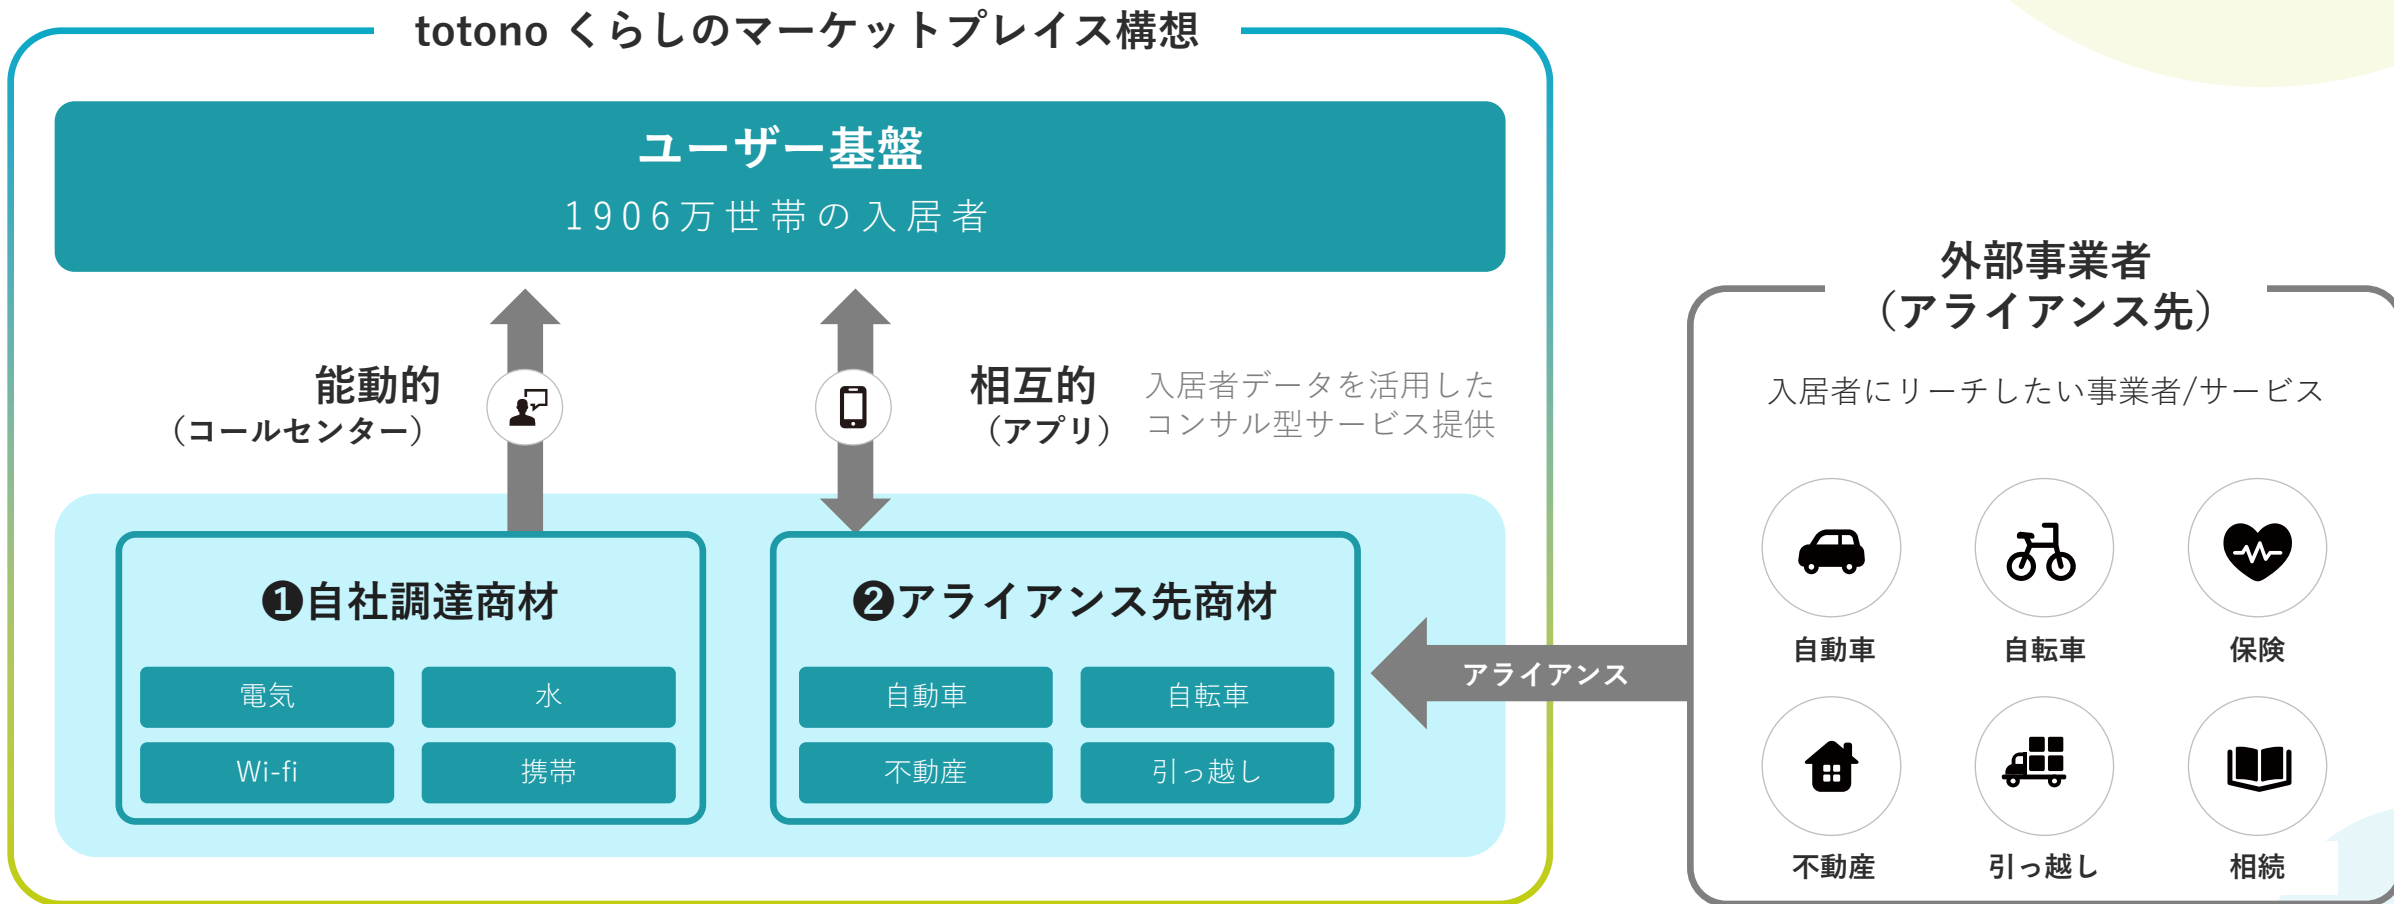 totono くらしのマーケットプレイス構想
ユーザー基盤
1906万世帯の入居者
能動的
（コールセンター）
相互的
（アプリ）
入居者データを活用した
コンサル型サービス提供
❶自社調達商材
電気
水
Wi-fi
携帯
❷アライアンス先商材
自動車
自転車
不動産
引っ越し
アライアンス
外部事業者
（アライアンス先）
入居者にリーチしたい事業者/サービス
自動車
自転車
保険
不動産
引っ越し
相続